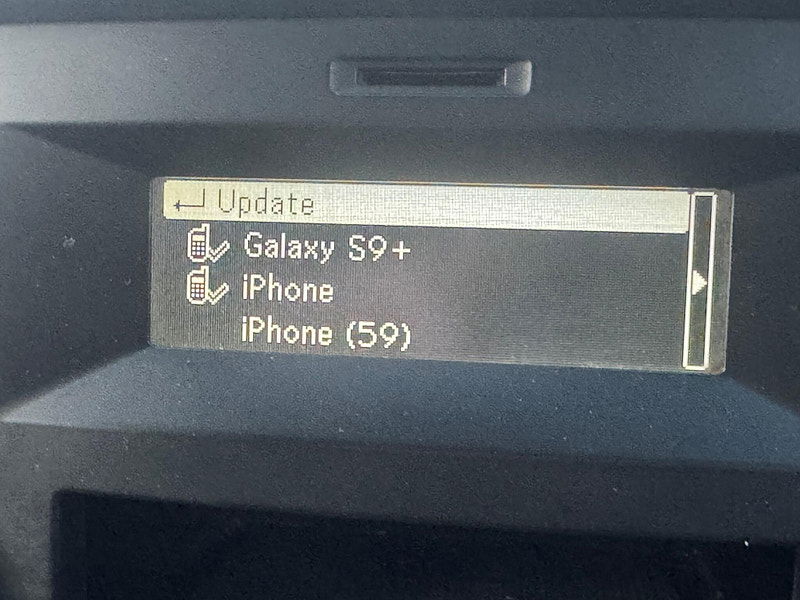 Update
Galaxy S9+
iPhone
iPhone (59)